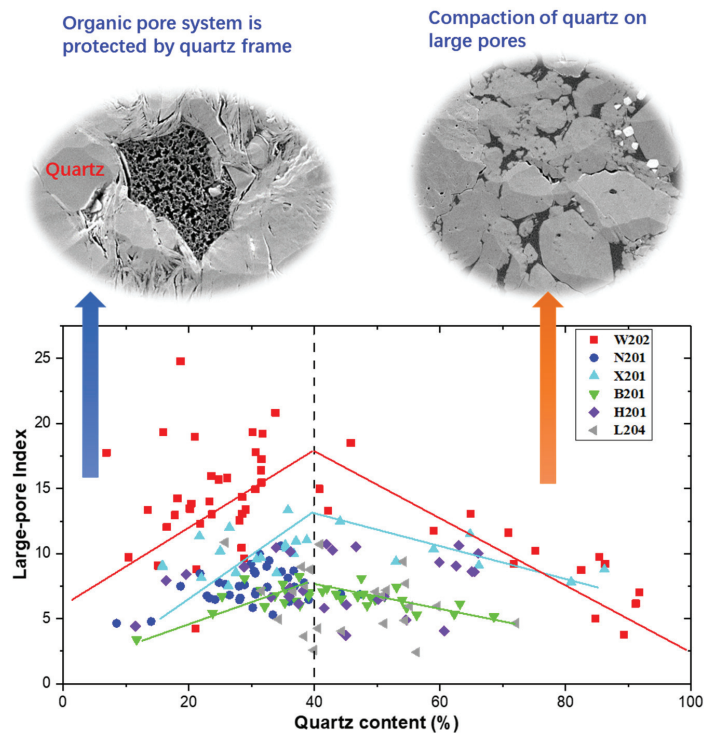 Organic pore system is
protected by quartz frame
Compaction of quartz on
large pores
Quartz
25
20
15
10
5
0
Large-pore Index
W202
N201
X201
B201
H201
L204
0 20 40 60 80 100
Quartz content (%)